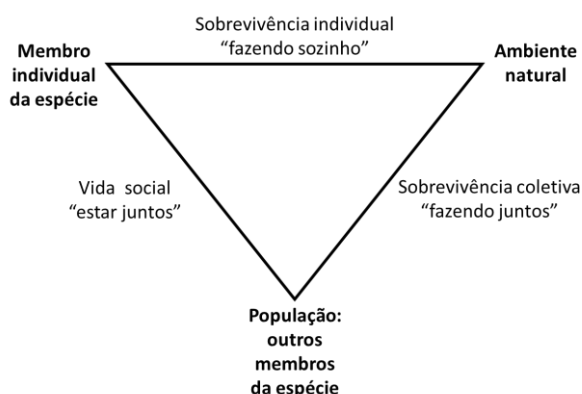 Sobrevivência individual
“fazendo sozinho”
Membro
individual
da espécie
Ambiente
natural
Vida social
“estar juntos”
Sobrevivência coletiva
“fazendo juntos”
População:
outros
membros
da espécie